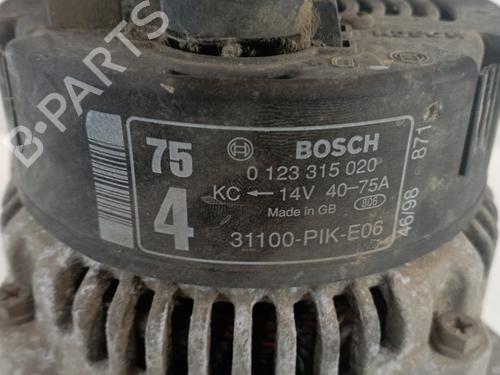 B-PARTS
75
4
BOSCH
0 123 315 020
KC ← 14V 40-75A
Made in GB
806
31100-PIK-E06
46/98 871